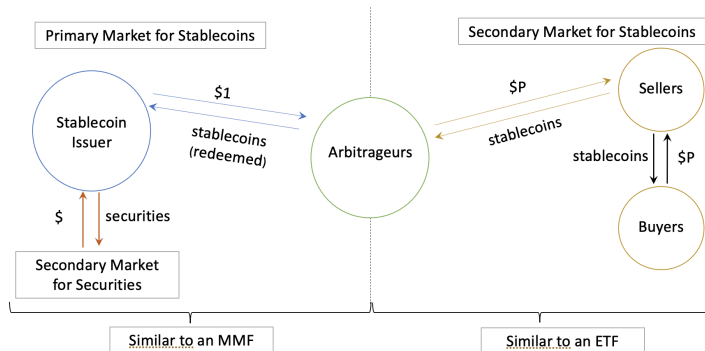 Primary Market for Stablecoins
Secondary Market for Stablecoins
$1
$P
Stablecoin
Issuer
stablecoins
(redeemed)
Arbitrageurs
stablecoins
Sellers
stablecoins
$P
$
securities
Buyers
Secondary Market
for Securities
Similar to an MMF
Similar to an ETF